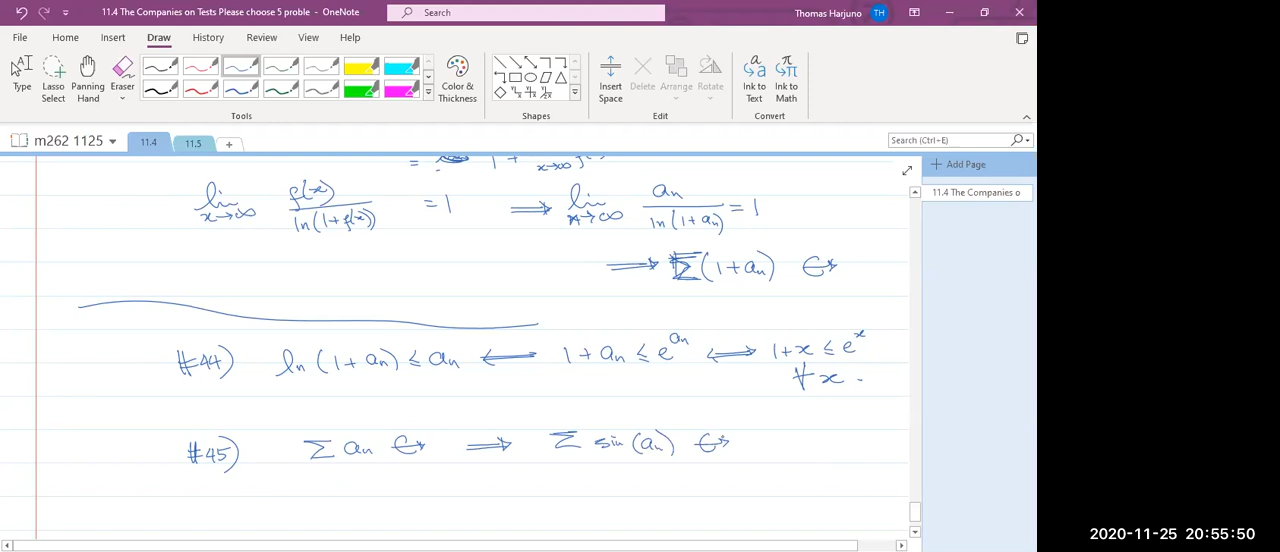 11.4 The Companies on Tests Please choose 5 proble - OneNote
Search
Thomas Harjuno TH
File Home Insert Draw History Review View Help
Type
Lasso Select
Panning Hand
Eraser
Color & Thickness
Insert Space
Delete
Arrange
Rotate
Ink to Text
Ink to Math
Tools
Shapes
Edit
Convert
m262 1125
11.4
11.5
Search (Ctrl+E)
Add Page
11.4 The Companies o
lim x→∞ f(x) / ln(1+f(x)) = 1 ⟹ lim n→∞ an / ln(1+an) = 1
⟹ Σ(1+an)
#44) ln(1+an) ≤ an ⟸⟹ 1+an ≤ e^an ⟺ 1+x ≤ e^x
∀x.
#45) Σ an ⟹ Σ sin(an)
2020-11-25 20:55:50